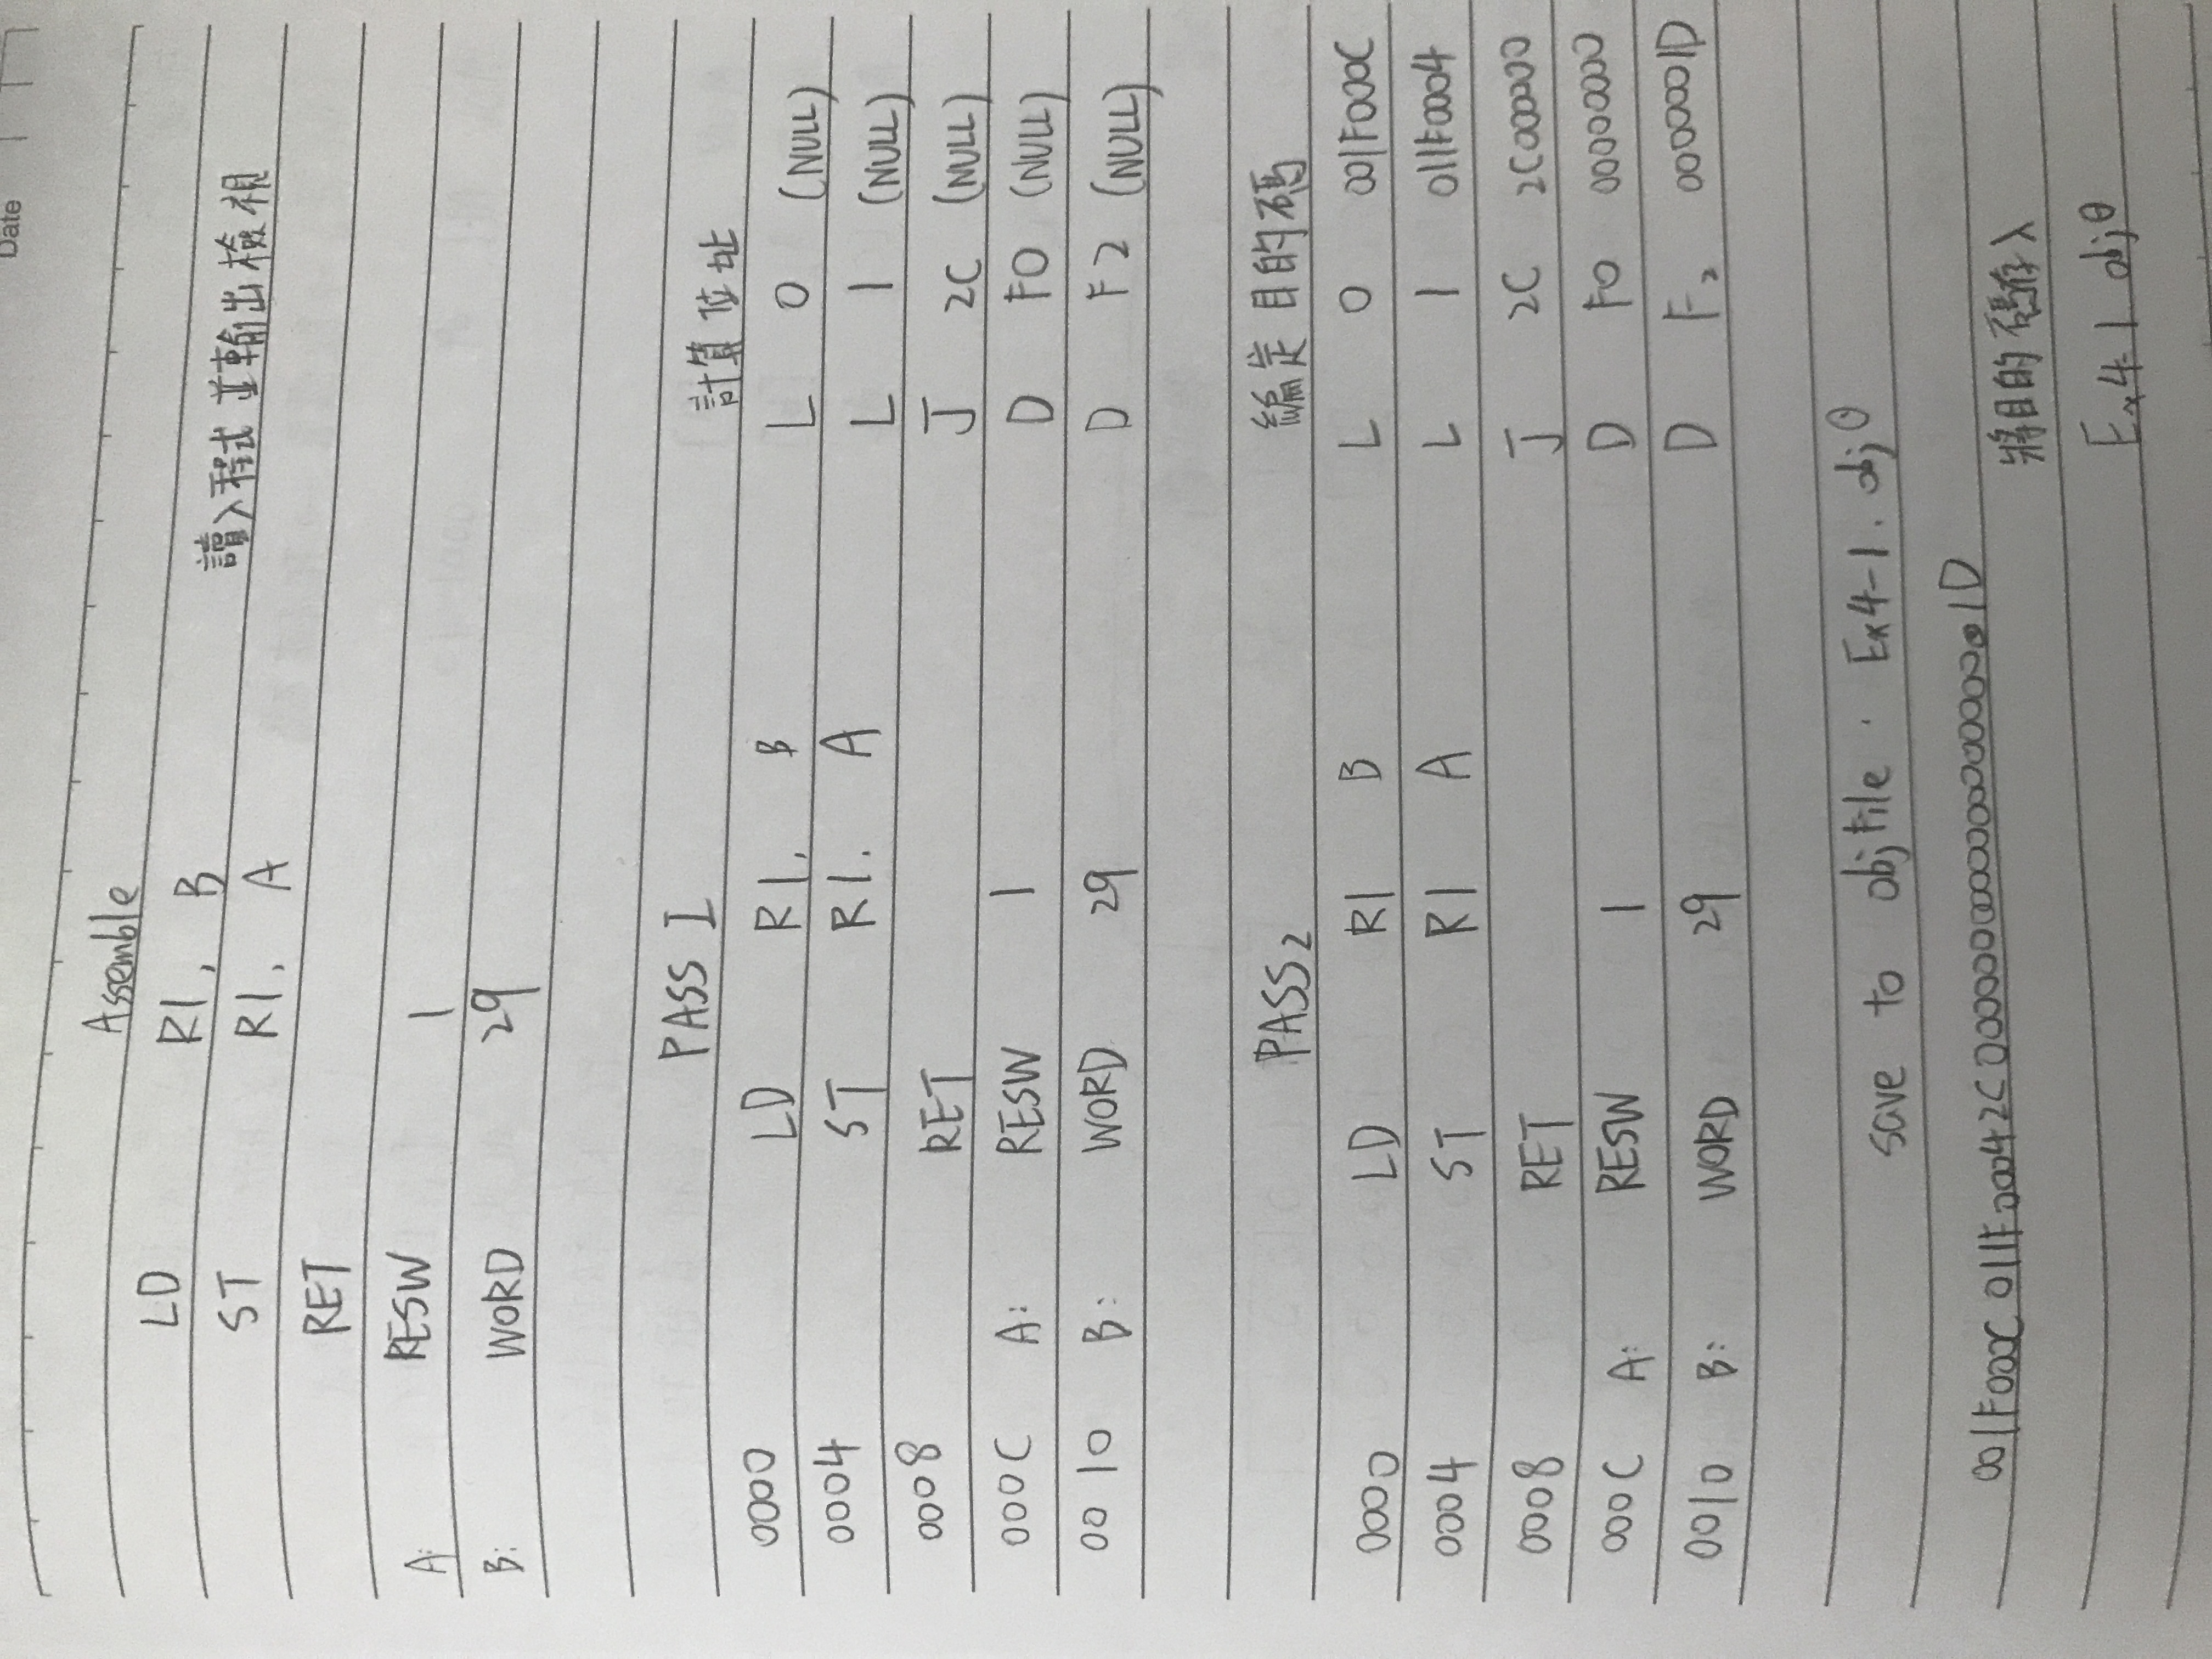 Date
Assemble
LD R1, B
ST R1, A 讀入程式並輸出檢視
RET
A: RESW 1
B: WORD 29
PASS I 計算位址
0000 LD R1, B L 0 (NULL)
0004 ST R1. A L 1 (NULL)
0008 RET J 2C (NULL)
000C A: RESW 1 D F0 (NULL)
0010 B: WORD 29 D F2 (NULL)
PASS2 編定目的碼
0000 LD R1 B L 0 001F000C
0004 ST R1 A L 1 011F0004
0008 RET J 2C 2C000000
000C A: RESW 1 D F0 00000000
0010 B: WORD 29 D F2 0000001D
save to objFile . Ex4-1. obj0
001F000C 011F0004 2C00000000000000000001D
將目的碼存入
Ex4-1 obj0